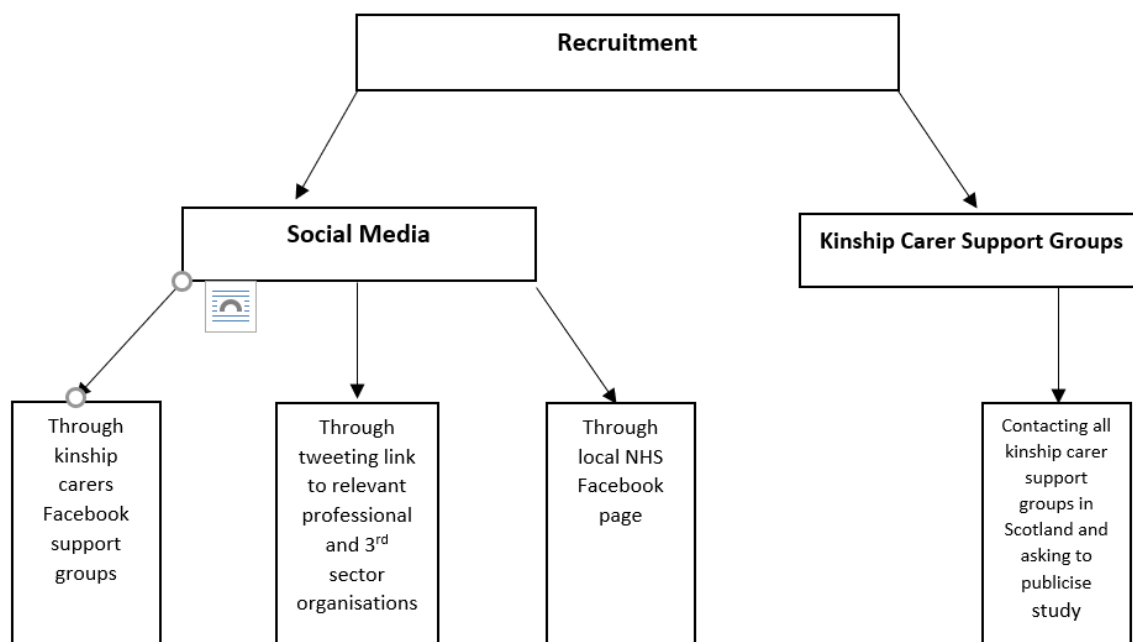 Recruitment
Social Media
Kinship Carer Support Groups
Through
kinship
carers
Facebook
support
groups
Through
tweeting link
to relevant
professional
and 3rd
sector
organisations
Through
local NHS
Facebook
page
Contacting all
kinship carer
support
groups in
Scotland and
asking to
publicise
study